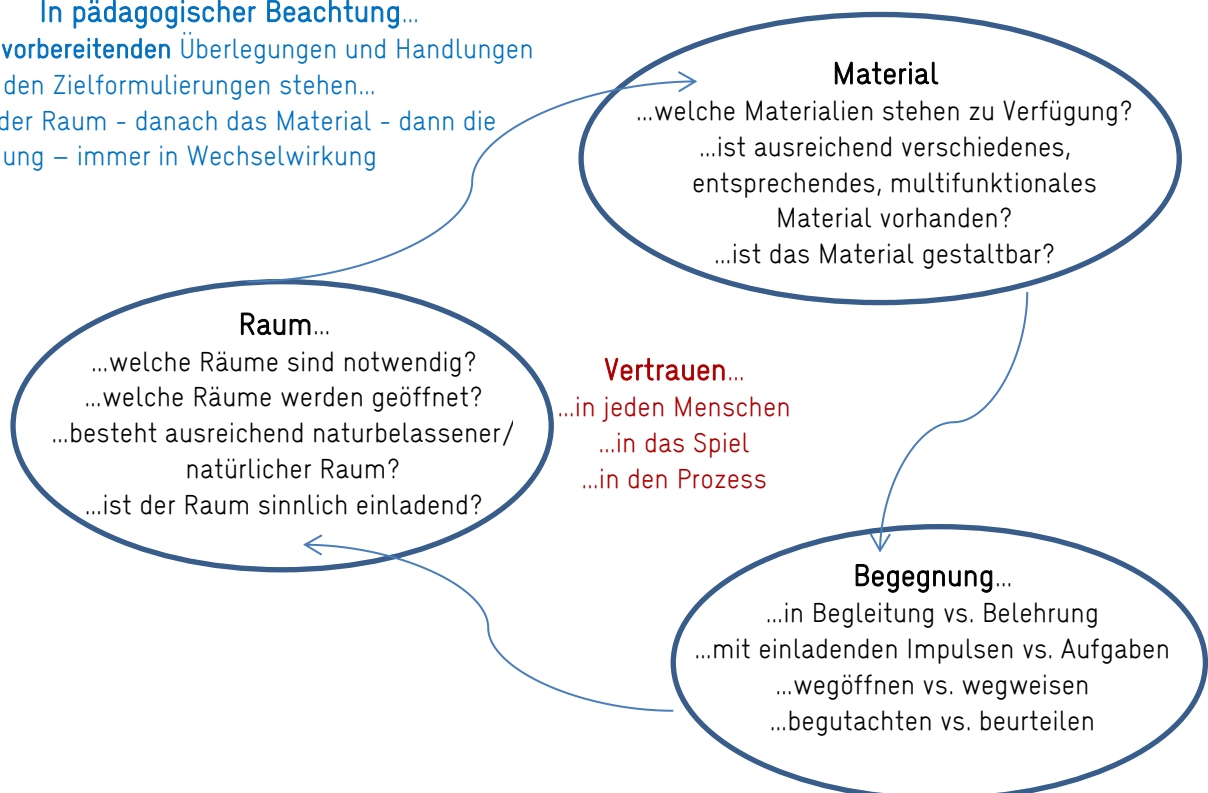 In pädagogischer Beachtung...
vorbereitenden Überlegungen und Handlungen
den Zielformulierungen stehen...
der Raum - danach das Material - dann die
ung – immer in Wechselwirkung
Material
...welche Materialien stehen zu Verfügung?
...ist ausreichend verschiedenes,
entsprechendes, multifunktionales
Material vorhanden?
...ist das Material gestaltbar?
Raum...
...welche Räume sind notwendig?
...welche Räume werden geöffnet?
...besteht ausreichend naturbelassener/
natürlicher Raum?
...ist der Raum sinnlich einladend?
Vertrauen...
...in jeden Menschen
...in das Spiel
...in den Prozess
Begegnung...
...in Begleitung vs. Belehrung
...mit einladenden Impulsen vs. Aufgaben
...wegöffnen vs. wegweisen
...begutachten vs. beurteilen